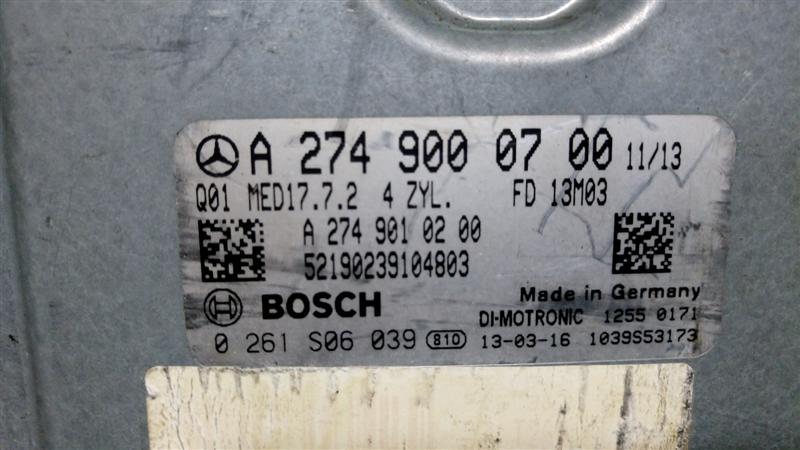 A 274 900 07 00 11/13
Q01 MED17.7.2 4 ZYL. FD 13M03
A 274 901 02 00
52190239104803
BOSCH Made in Germany
DI-MOTRONIC 1255 0171
0 261 S06 039 810 13-03-16 1039S53173